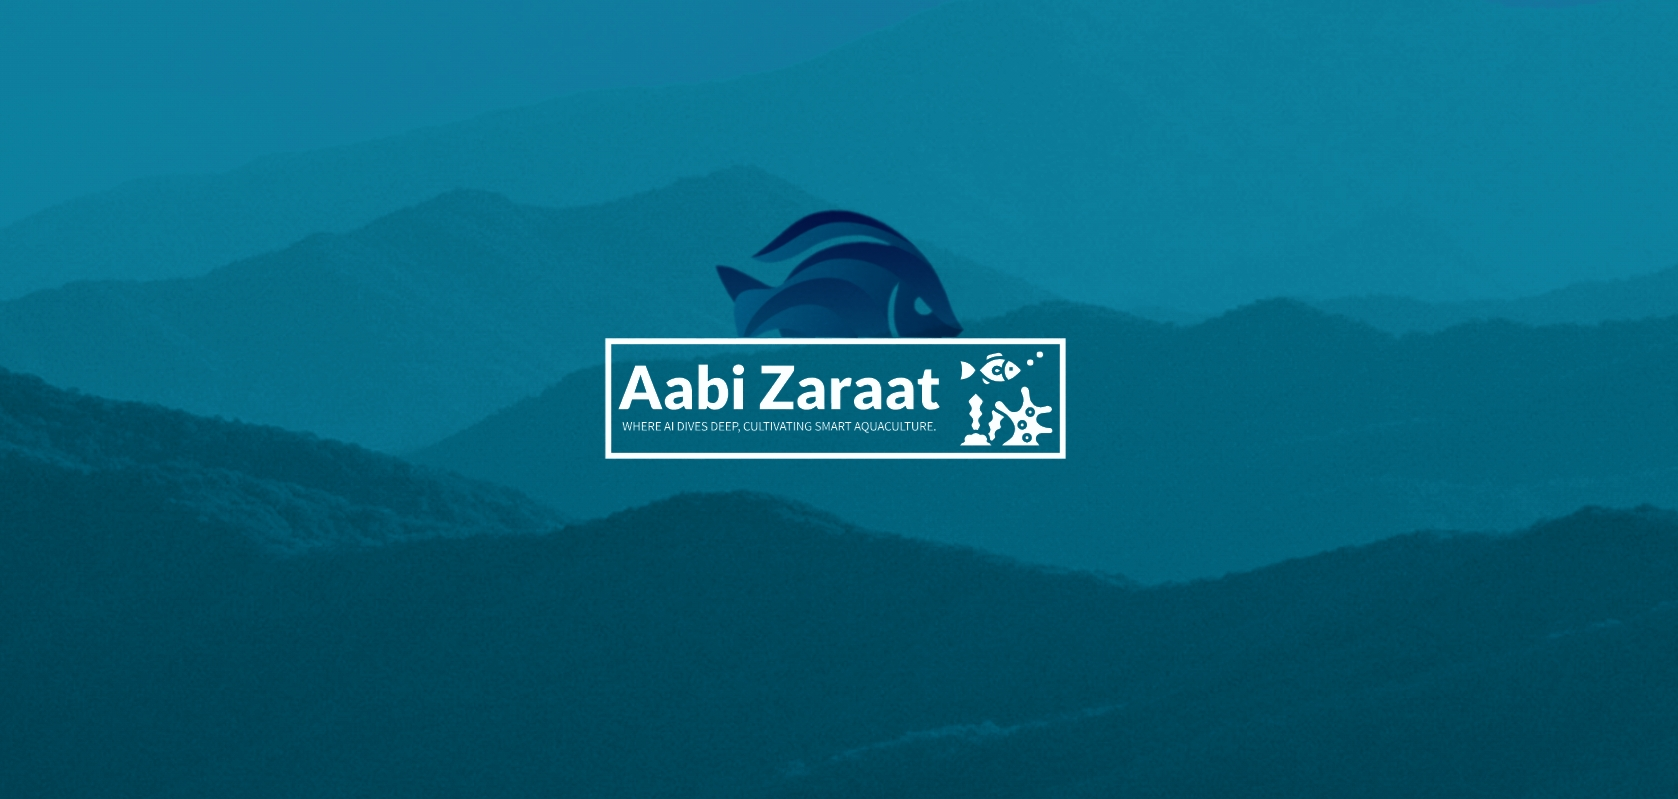 Aabi Zaraat
WHERE AI DIVES DEEP, CULTIVATING SMART AQUACULTURE.